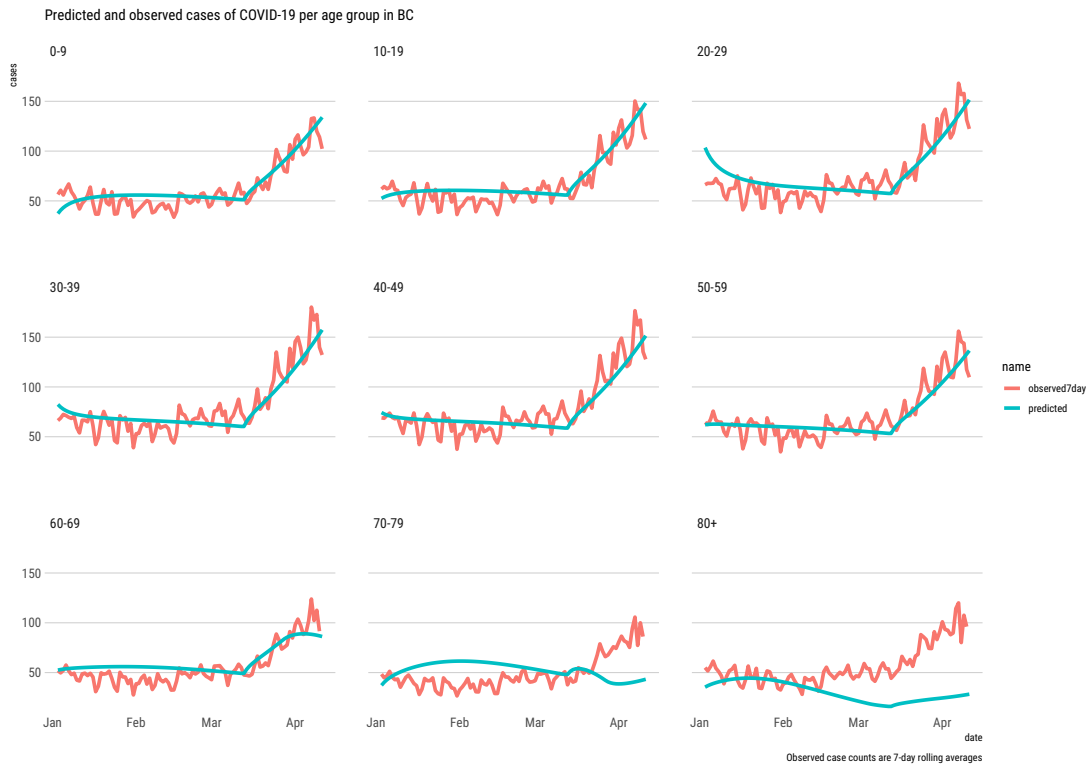 Predicted and observed cases of COVID-19 per age group in BC
0-9
10-19
20-29
cases
150
100
50
30-39
40-49
50-59
150
100
50
name
observed7day
predicted
60-69
70-79
80+
150
100
50
Jan Feb Mar Apr
Jan Feb Mar Apr
Jan Feb Mar Apr
date
Observed case counts are 7-day rolling averages